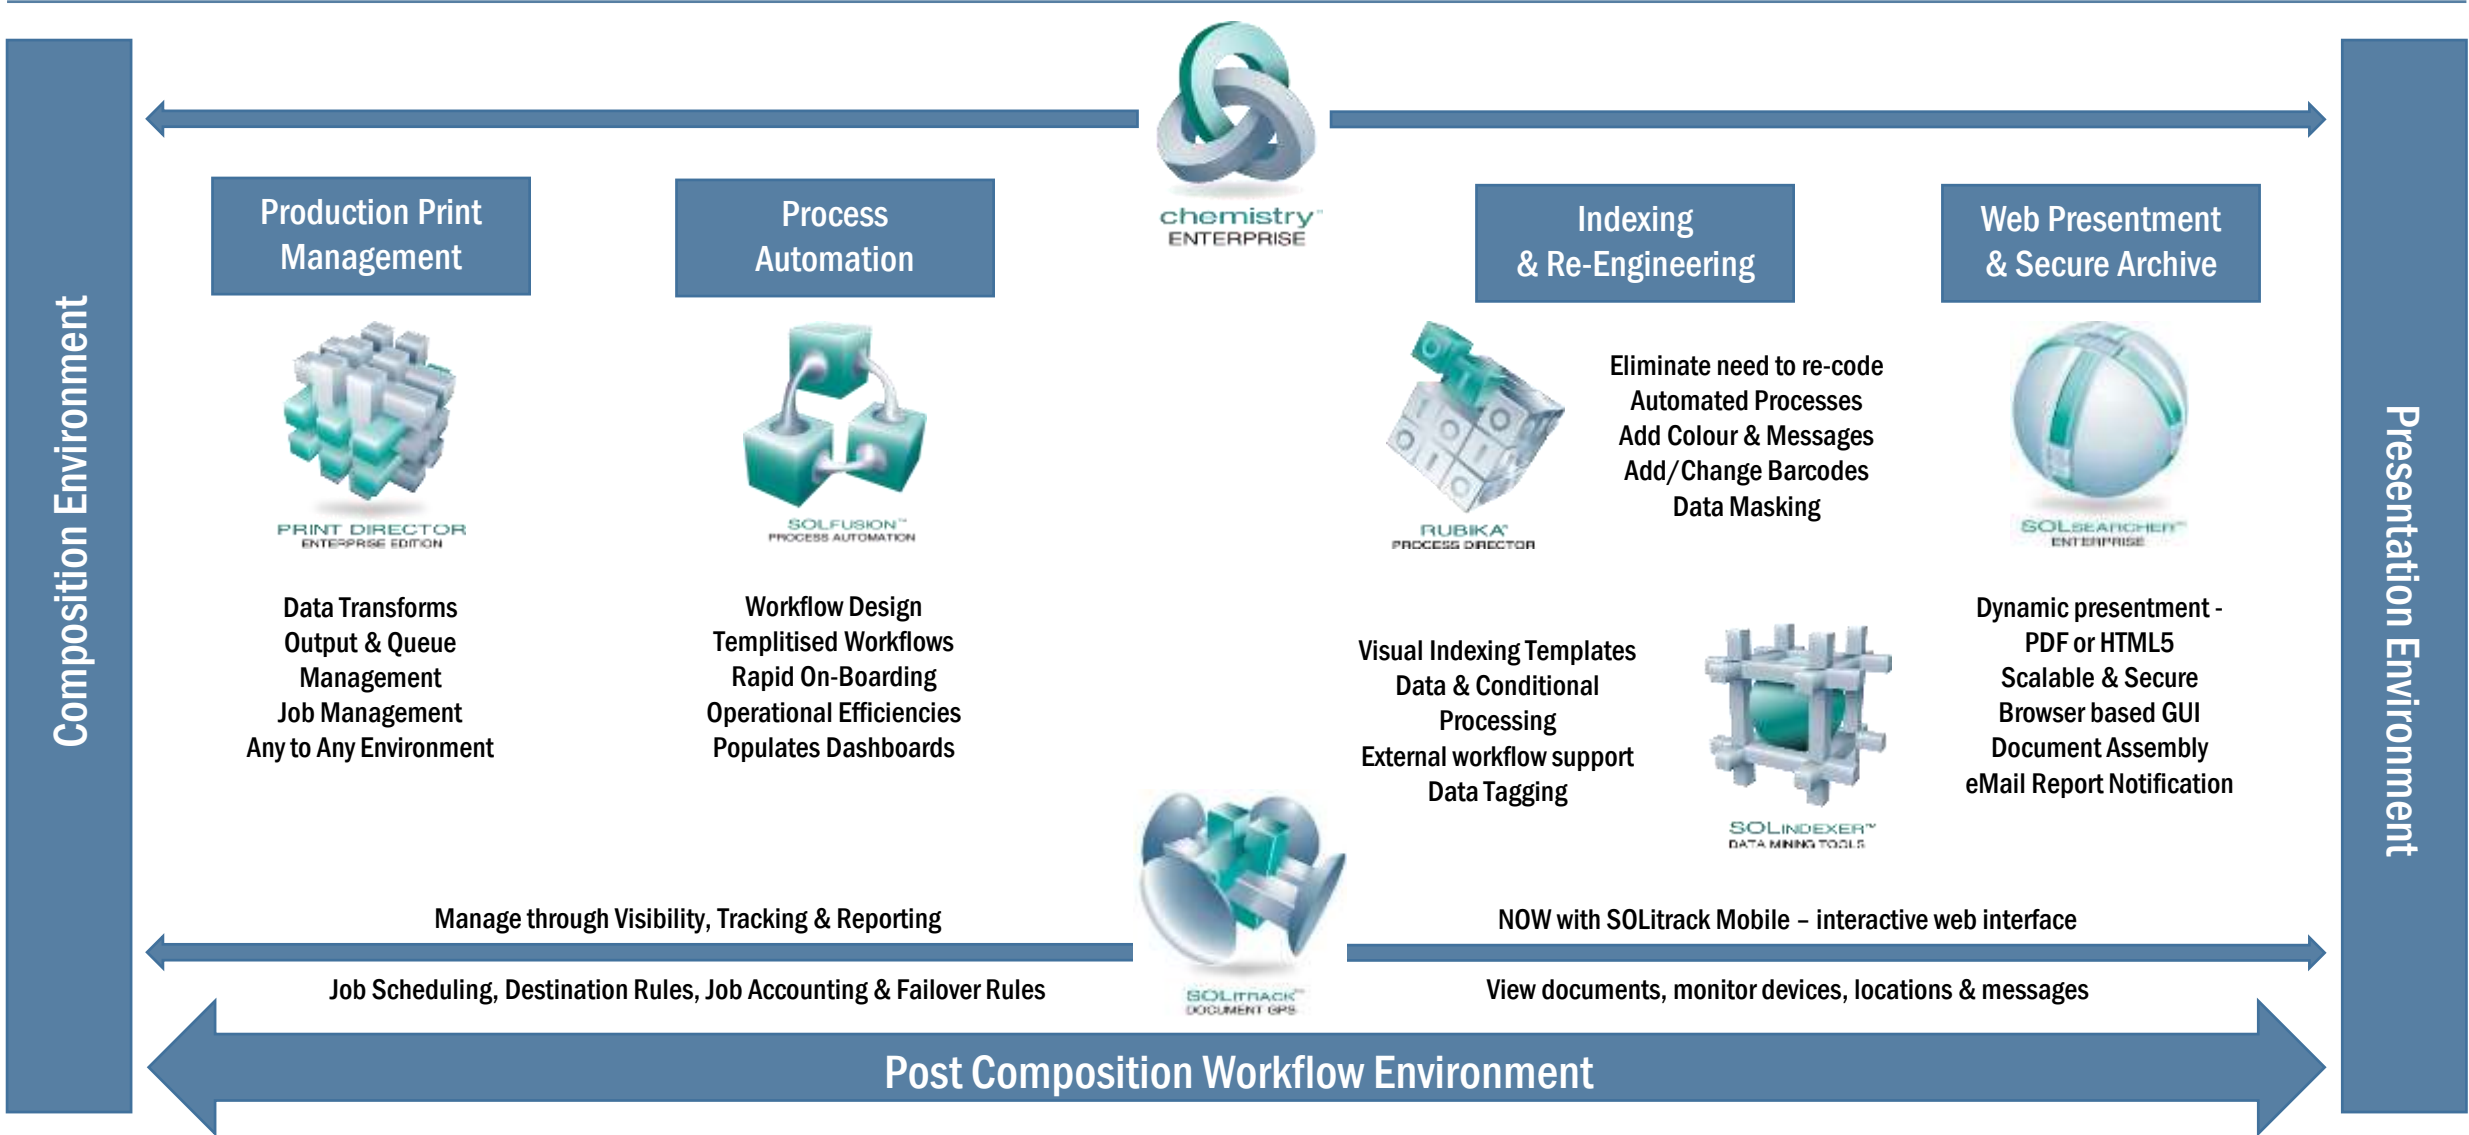 Composition Environment
chemistry™
ENTERPRISE
Production Print
Management
PRINT DIRECTOR
ENTERPRISE EDITION
Data Transforms
Output & Queue
Management
Job Management
Any to Any Environment
Process
Automation
SOLFUSION™
PROCESS AUTOMATION
Workflow Design
Templitised Workflows
Rapid On-Boarding
Operational Efficiencies
Populates Dashboards
Indexing
& Re-Engineering
RUBIKA®
PROCESS DIRECTOR
Eliminate need to re-code
Automated Processes
Add Colour & Messages
Add/Change Barcodes
Data Masking
Visual Indexing Templates
Data & Conditional
Processing
External workflow support
Data Tagging
SOLINDEXER™
DATA MINING TOOLS
Web Presentment
& Secure Archive
SOLSEARCHER™
ENTERPRISE
Dynamic presentment -
PDF or HTML5
Scalable & Secure
Browser based GUI
Document Assembly
eMail Report Notification
Manage through Visibility, Tracking & Reporting
Job Scheduling, Destination Rules, Job Accounting & Failover Rules
SOLITRACK™
DOCUMENT GPS
NOW with SOLitrack Mobile – interactive web interface
View documents, monitor devices, locations & messages
Post Composition Workflow Environment
Presentation Environment